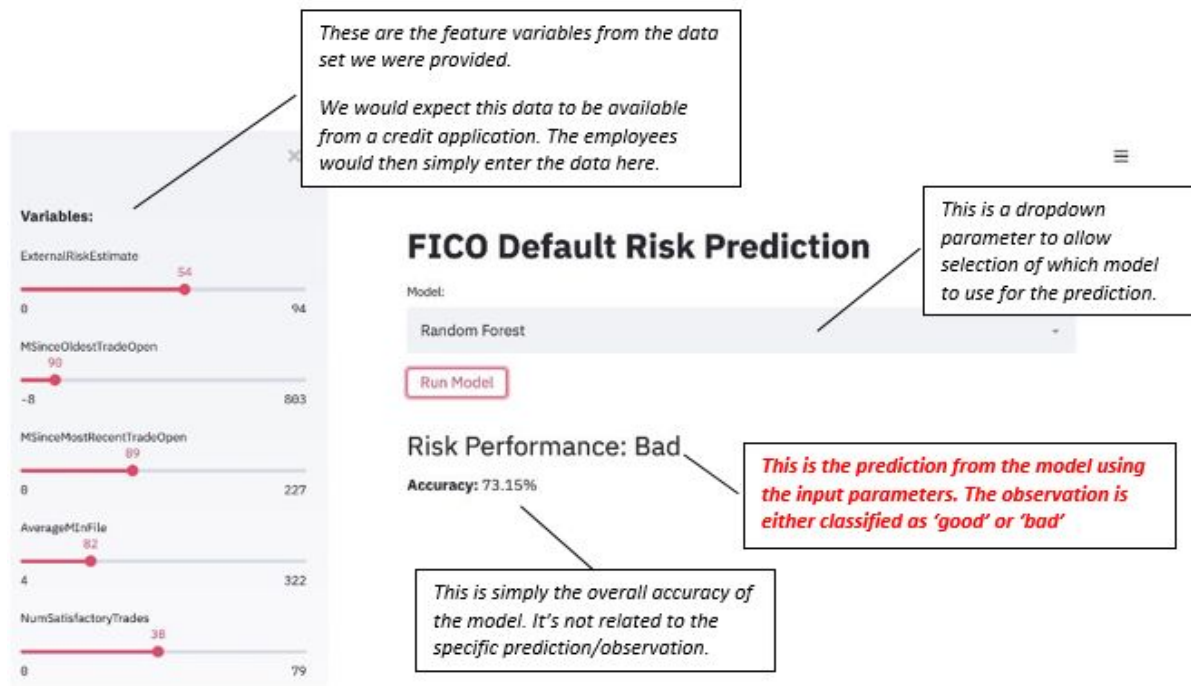 These are the feature variables from the data
set we were provided.
We would expect this data to be available
from a credit application. The employees
would then simply enter the data here.
Variables:
ExternalRiskEstimate
54
0
94
MSinceOldestTradeOpen
98
-8
803
MSinceMostRecentTradeOpen
89
0
227
AverageMInFile
82
4
322
NumSatisfactoryTrades
38
0
79
FICO Default Risk Prediction
Model:
Random Forest
Run Model
Risk Performance: Bad
Accuracy: 73.15%
This is a dropdown
parameter to allow
selection of which model
to use for the prediction.
This is the prediction from the model using
the input parameters. The observation is
either classified as ‘good’ or ‘bad’
This is simply the overall accuracy of
the model. It’s not related to the
specific prediction/observation.